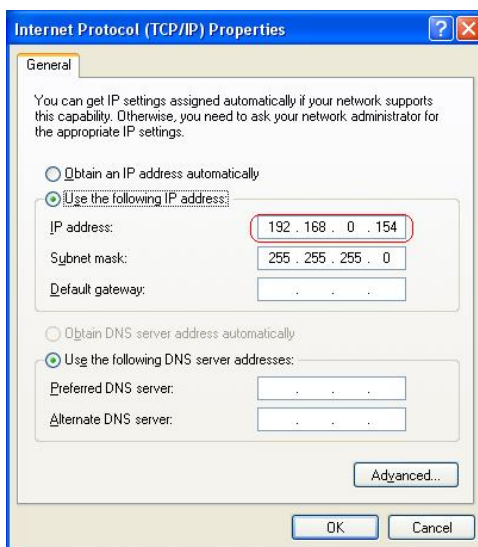 Internet Protocol (TCP/IP) Properties
General
You can get IP settings assigned automatically if your network supports
this capability. Otherwise, you need to ask your network administrator for
the appropriate IP settings.
Obtain an IP address automatically
Use the following IP address:
IP address: 192 . 168 . 0 . 154
Subnet mask: 255 . 255 . 255 . 0
Default gateway: . . .
Obtain DNS server address automatically
Use the following DNS server addresses:
Preferred DNS server: . . .
Alternate DNS server: . . .
Advanced...
OK Cancel